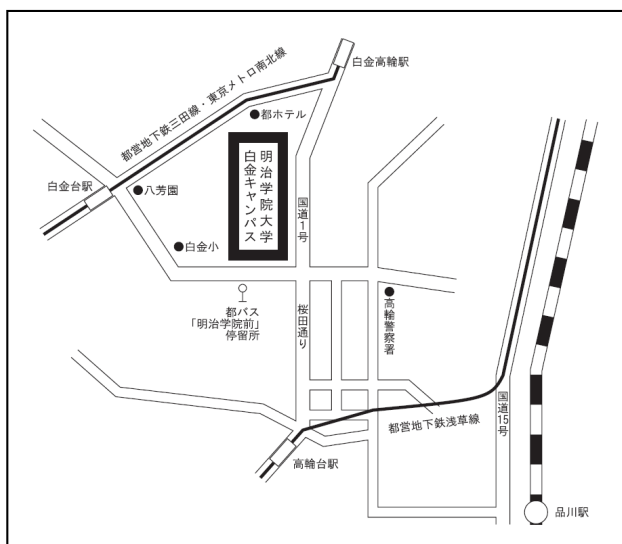 白金高輪駅
都営地下鉄三田線・東京メトロ南北線
都ホテル
明治学院大学
白金キャンパス
白金台駅
八芳園
国道1号
白金小
都バス
「明治学院前」
停留所
桜田通り
高輪警察署
都営地下鉄浅草線
国道15号
高輪台駅
品川駅